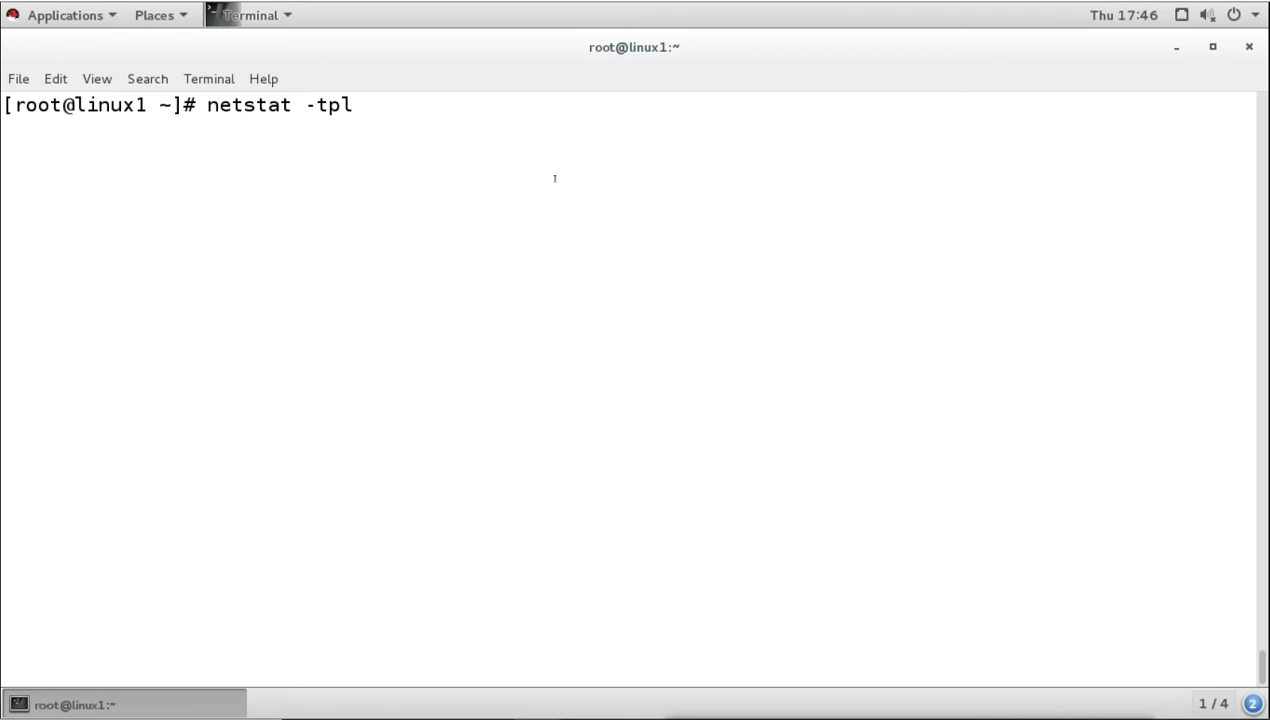 Applications Places Terminal Thu 17:46
root@linux1:~
File Edit View Search Terminal Help
[root@linux1 ~]# netstat -tpl
root@linux1:~ 1 / 4 2